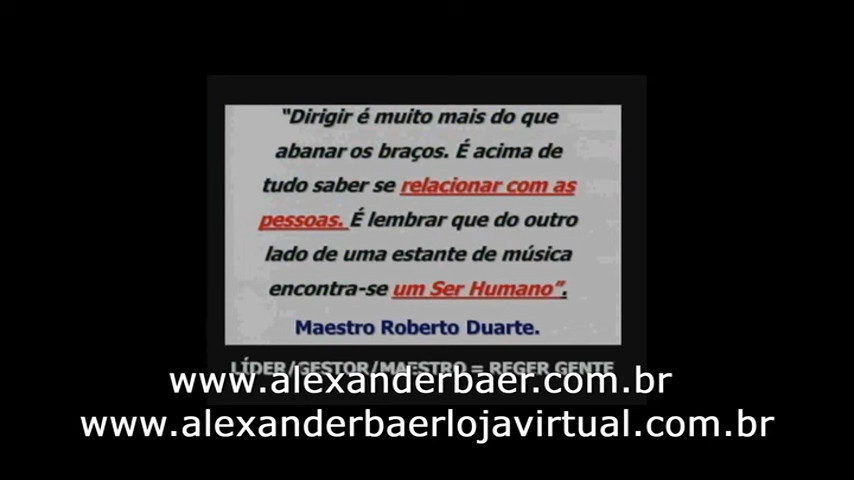 "Dirigir é muito mais do que
abanar os braços. É acima de
tudo saber se relacionar com as
pessoas. É lembrar que do outro
lado de uma estante de música
encontra-se um Ser Humano".
Maestro Roberto Duarte.
LÍDER/GESTOR/MAESTRO = REGER GENTE
www.alexanderbaer.com.br
www.alexanderbaerlojavirtual.com.br